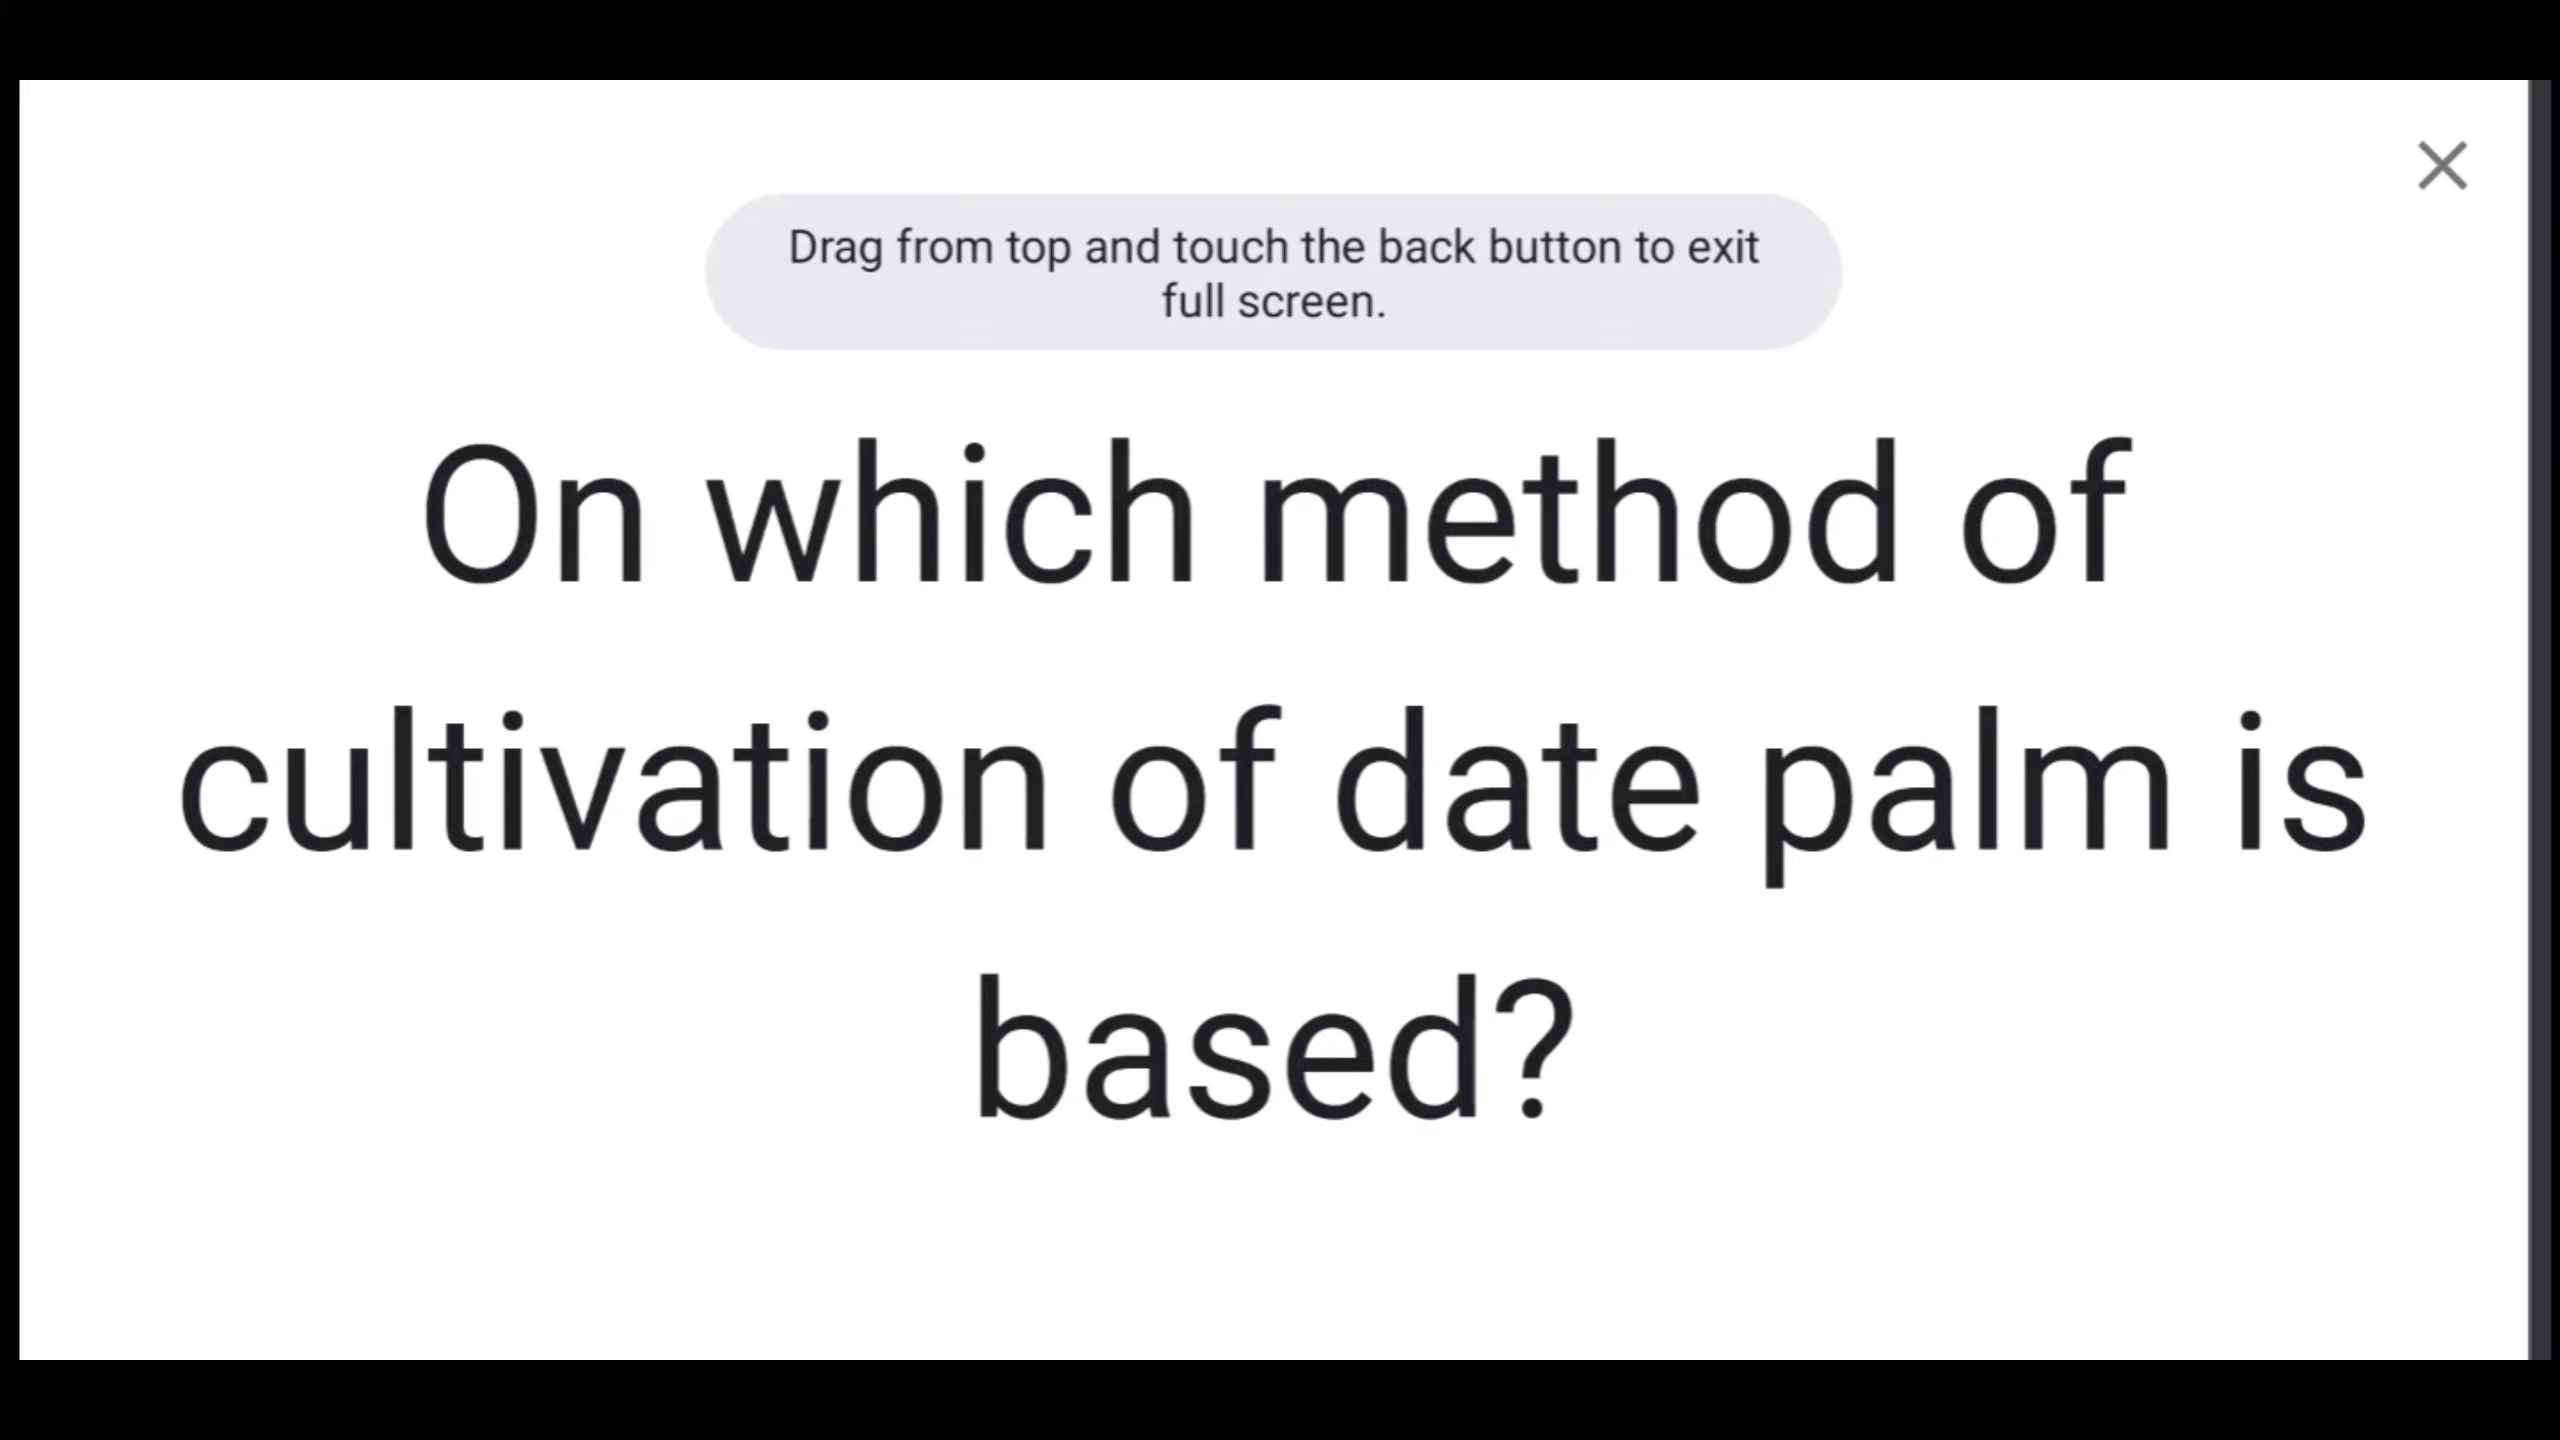 Drag from top and touch the back button to exit
full screen.
On which method of
cultivation of date palm is
based?